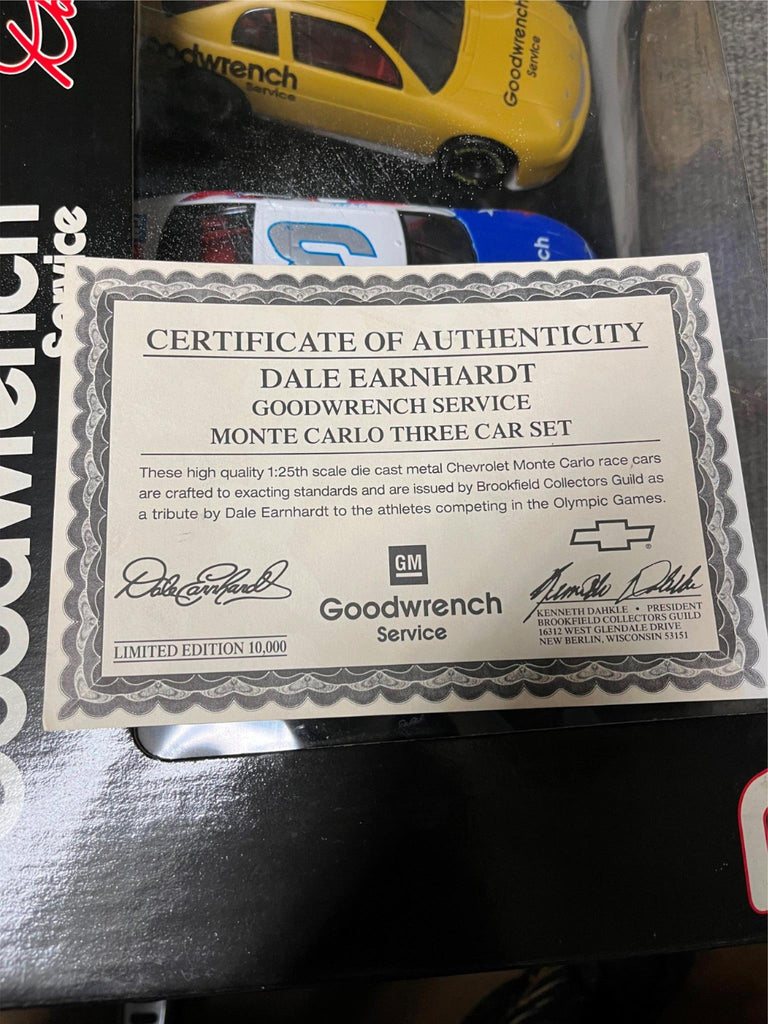 Goodwrench
Service
Goodwrench
Service
Service
CERTIFICATE OF AUTHENTICITY
DALE EARNHARDT
GOODWRENCH SERVICE
MONTE CARLO THREE CAR SET
These high quality 1:25th scale die cast metal Chevrolet Monte Carlo race cars
are crafted to exacting standards and are issued by Brookfield Collectors Guild as
a tribute by Dale Earnhardt to the athletes competing in the Olympic Games.
Dale Earnhardt
GM
Goodwrench
Service
LIMITED EDITION 10,000
KENNETH DAHKLE • PRESIDENT
BROOKFIELD COLLECTORS GUILD
16312 WEST GLENDALE DRIVE
NEW BERLIN, WISCONSIN 53151